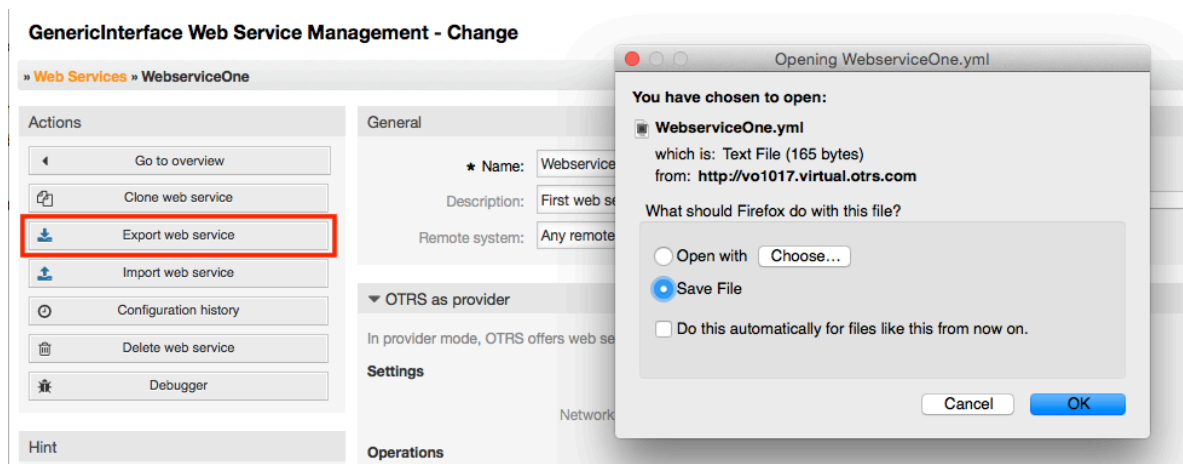 GenericInterface Web Service Management - Change
» Web Services » WebserviceOne
Actions
Go to overview
Clone web service
Export web service
Import web service
Configuration history
Delete web service
Debugger
Hint
General
★ Name: Webservice
Description: First web se
Remote system: Any remote
OTRS as provider
In provider mode, OTRS offers web se
Settings
Network
Operations
Opening WebserviceOne.yml
You have chosen to open:
WebserviceOne.yml
which is: Text File (165 bytes)
from: http://vo1017.virtual.otrs.com
What should Firefox do with this file?
Open with Choose...
Save File
Do this automatically for files like this from now on.
Cancel OK